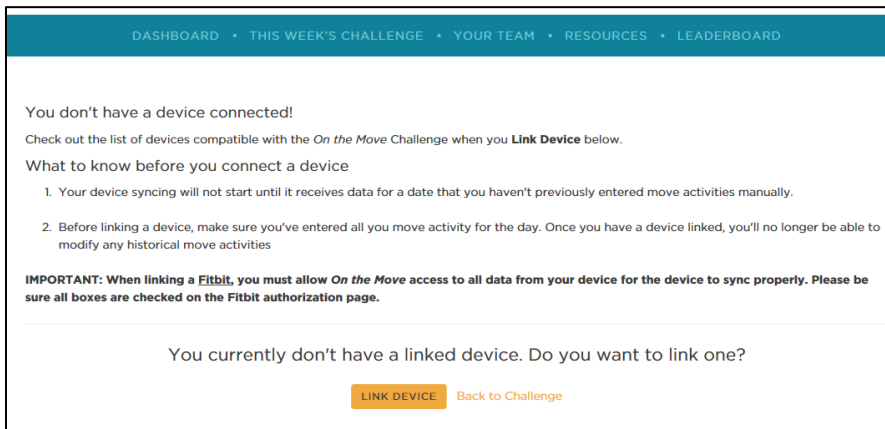 DASHBOARD • THIS WEEK'S CHALLENGE • YOUR TEAM • RESOURCES • LEADERBOARD
You don't have a device connected!
Check out the list of devices compatible with the On the Move Challenge when you Link Device below.
What to know before you connect a device
1. Your device syncing will not start until it receives data for a date that you haven't previously entered move activities manually.
2. Before linking a device, make sure you've entered all you move activity for the day. Once you have a device linked, you'll no longer be able to
modify any historical move activities
IMPORTANT: When linking a Fitbit, you must allow On the Move access to all data from your device for the device to sync properly. Please be
sure all boxes are checked on the Fitbit authorization page.
You currently don't have a linked device. Do you want to link one?
LINK DEVICE Back to Challenge